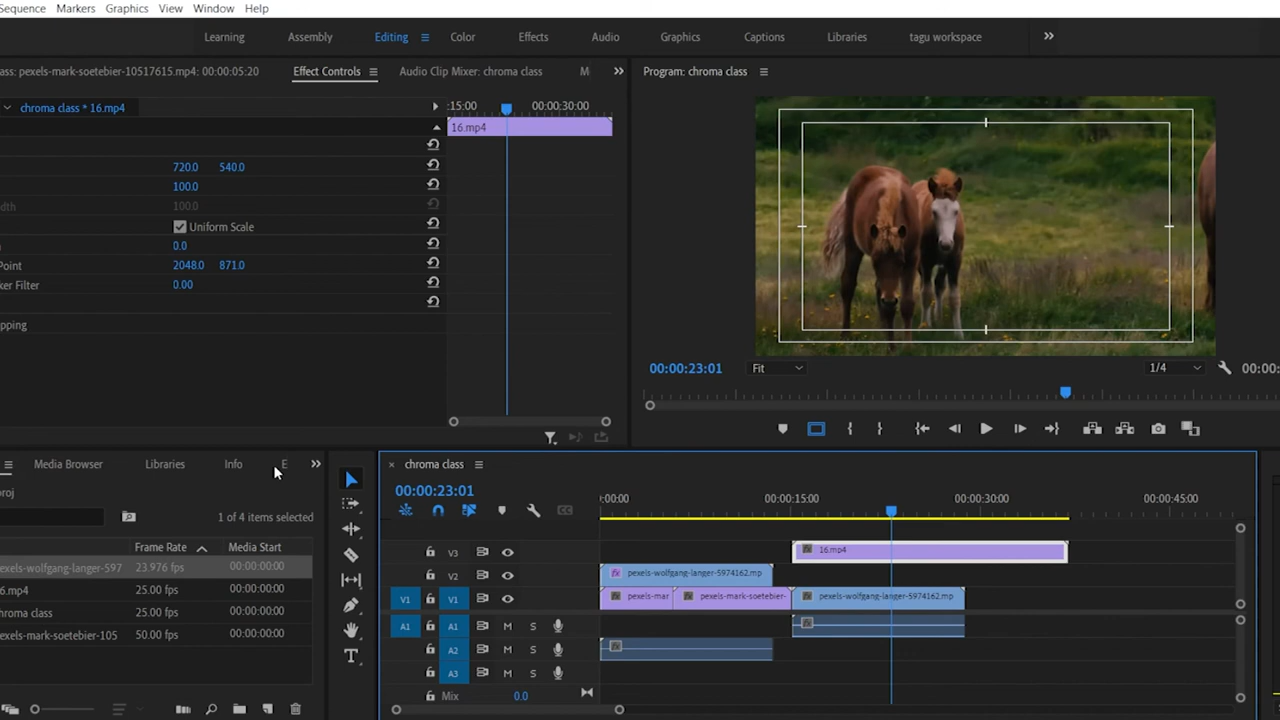 Sequence Markers Graphics View Window Help
Learning Assembly Editing Color Effects Audio Graphics Captions Libraries tagu workspace
ass: pexels-mark-soetebier-10517615.mp4: 00:00:05:20 Effect Controls Audio Clip Mixer: chroma class M
Program: chroma class
chroma class * 16.mp4
:15:00 00:00:30:00
16.mp4
720.0 540.0
100.0
dth 100.0
Uniform Scale
0.0
Point 2048.0 871.0
ker Filter 0.00
pping
00:00:23:01 Fit 1/4 00:00:
Media Browser Libraries Info E
chroma class
roj
00:00:23:01
:00:00 00:00:15:00 00:00:30:00 00:00:45:00
1 of 4 items selected
Frame Rate Media Start
pexels-wolfgang-langer-597 23.976 fps 00:00:00:00
6.mp4 25.00 fps 00:00:00:00
hroma class 25.00 fps 00:00:00:00
exels-mark-soetebier-105 50.00 fps 00:00:00:00
V3 16.mp4
V2 fx pexels-wolfgang-langer-5974162.mp
V1 V1 pexels-mar pexels-mark-soetebier- pexels-wolfgang-langer-5974162.mp
A1 A1 M S
A2 M S
A3 M S
Mix 0.0